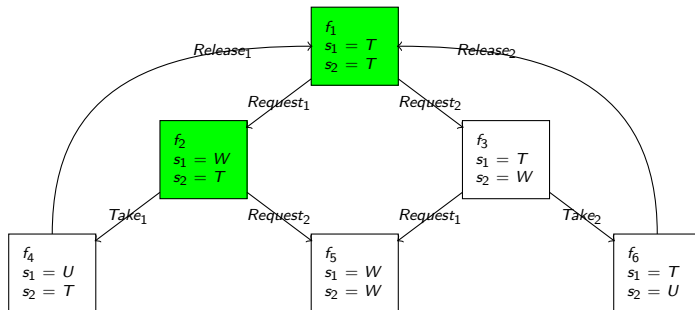 f₁
s₁ = T
s₂ = T
Release₁
Release₂
Request₁
Request₂
f₂
s₁ = W
s₂ = T
f₃
s₁ = T
s₂ = W
Take₁
Request₂
Request₁
Take₂
f₄
s₁ = U
s₂ = T
f₅
s₁ = W
s₂ = W
f₆
s₁ = T
s₂ = U